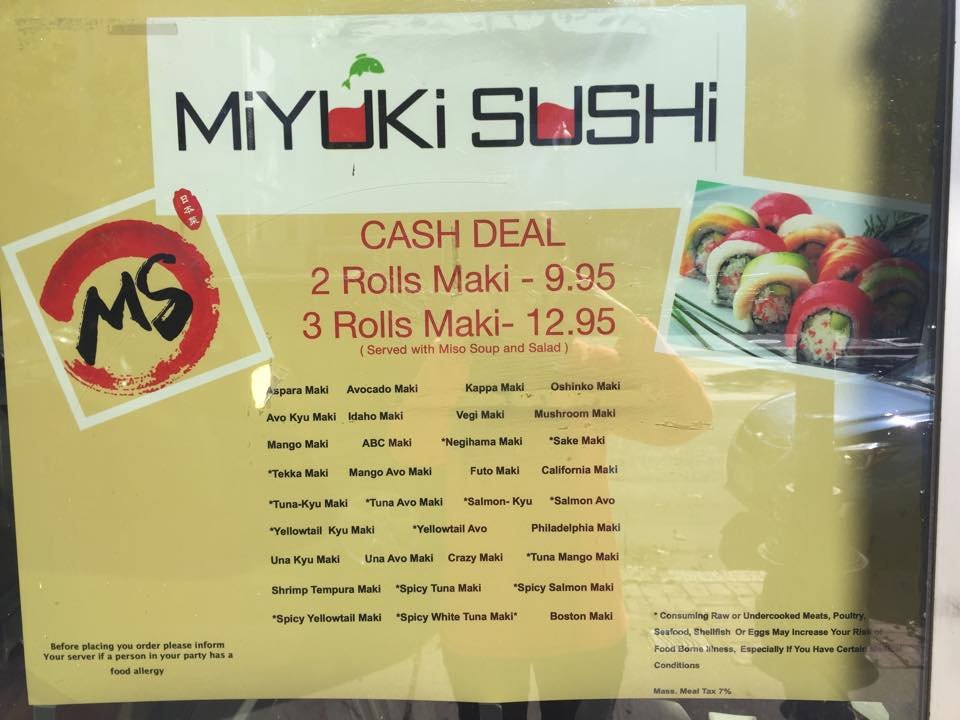 MiYUKi SUSHi
MS
CASH DEAL
2 Rolls Maki - 9.95
3 Rolls Maki- 12.95
( Served with Miso Soup and Salad )
Aspara Maki Avocado Maki Kappa Maki Oshinko Maki
Avo Kyu Maki Idaho Maki Vegi Maki Mushroom Maki
Mango Maki ABC Maki *Negihama Maki *Sake Maki
*Tekka Maki Mango Avo Maki Futo Maki California Maki
*Tuna-Kyu Maki *Tuna Avo Maki *Salmon- Kyu *Salmon Avo
*Yellowtail Kyu Maki *Yellowtail Avo Philadelphia Maki
Una Kyu Maki Una Avo Maki Crazy Maki *Tuna Mango Maki
Shrimp Tempura Maki *Spicy Tuna Maki *Spicy Salmon Maki
*Spicy Yellowtail Maki *Spicy White Tuna Maki* Boston Maki
Before placing you order please inform
Your server if a person in your party has a
food allergy
* Consuming Raw or Undercooked Meats, Poultry,
Seafood, Shellfish Or Eggs May Increase Your Risk of
Food Borne Illness, Especially If You Have Certain Medical
Conditions
Mass. Meal Tax 7%